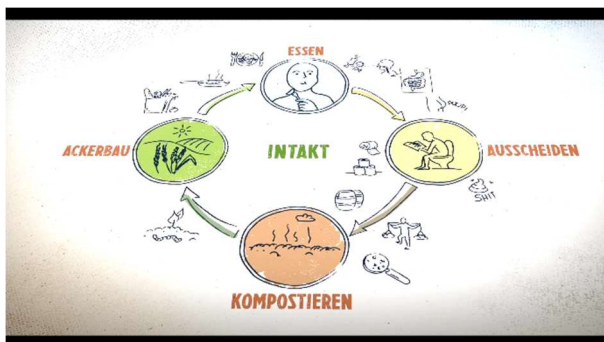 ESSEN
ACKERBAU
INTAKT
AUSSCHEIDEN
SHIT
KOMPOSTIEREN